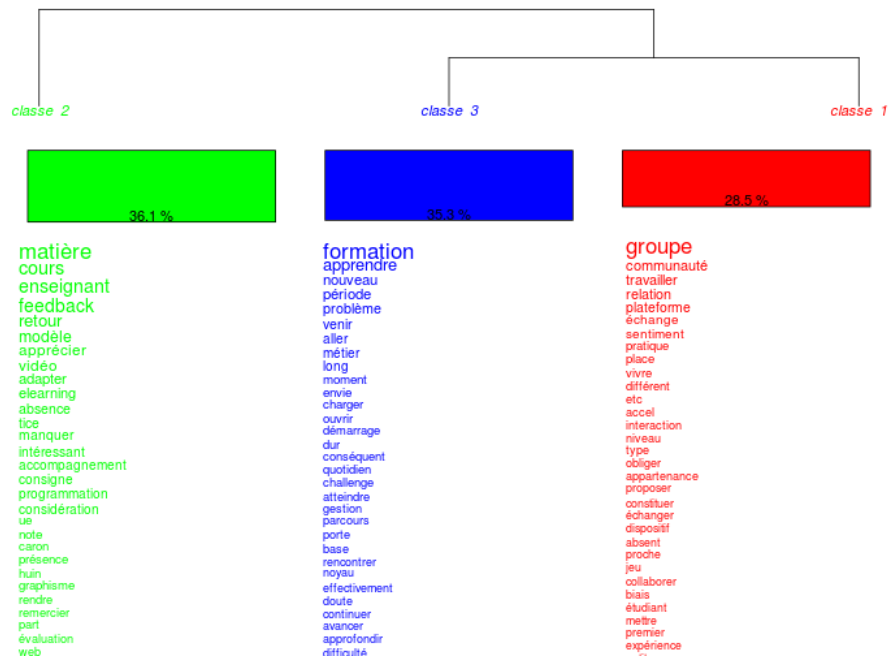 classe 2
classe 3
classe 1
36.1 %
35.3 %
28.5 %
matière
cours
enseignant
feedback
retour
modèle
apprécier
vidéo
adapter
elearning
absence
tice
manquer
intéressant
accompagnement
consigne
programmation
considération
ue
note
caron
présence
huin
graphisme
rendre
remercier
part
évaluation
web
formation
apprendre
nouveau
période
problème
venir
aller
métier
long
moment
envie
charger
ouvrir
démarrage
dur
conséquent
quotidien
challenge
atteindre
gestion
parcours
porte
base
rencontrer
noyau
effectivement
doute
continuer
avancer
approfondir
difficulté
groupe
communauté
travailler
relation
plateforme
échange
sentiment
pratique
place
vivre
différent
etc
accel
interaction
niveau
type
obliger
appartenance
proposer
constituer
échanger
dispositif
absent
proche
jeu
collaborer
biais
étudiant
mettre
premier
expérience